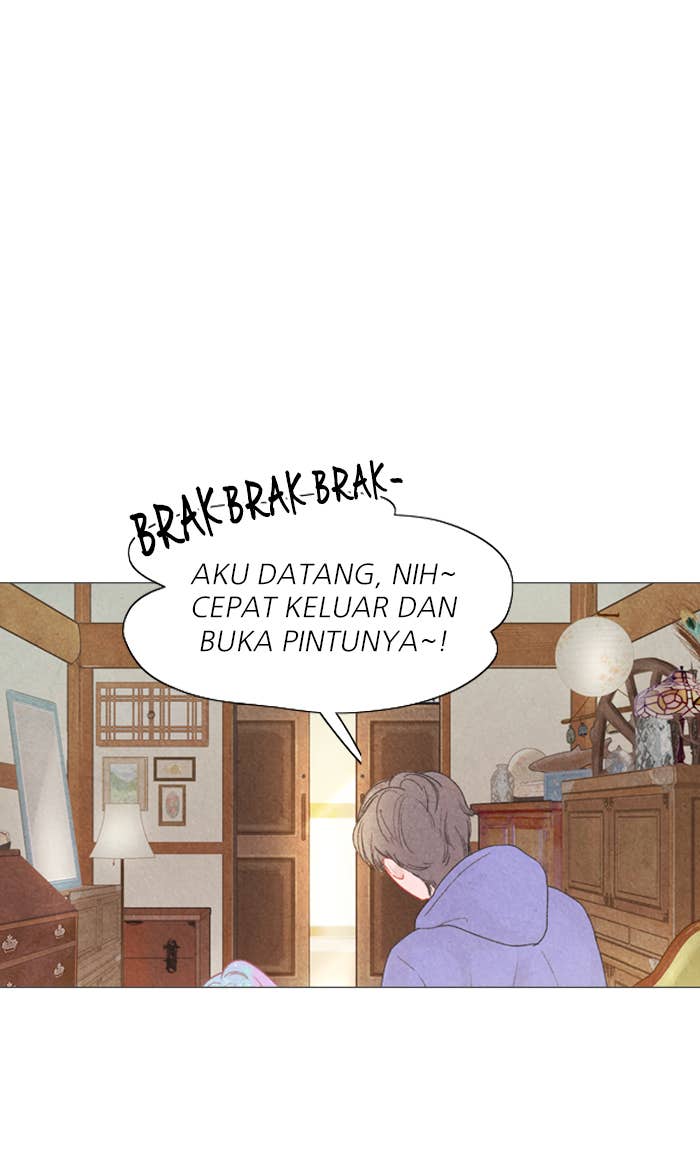 BRAK-BRAK-BRAK-
AKU DATANG, NIH~
CEPAT KELUAR DAN
BUKA PINTUNYA~!